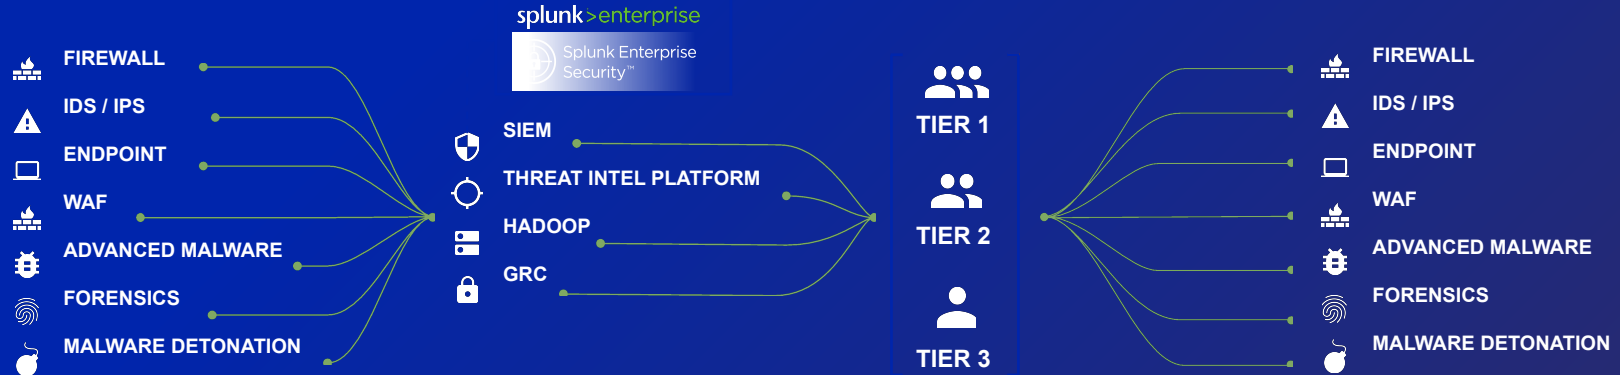 FIREWALL
IDS / IPS
ENDPOINT
WAF
ADVANCED MALWARE
FORENSICS
MALWARE DETONATION
splunk>enterprise
Splunk Enterprise
Security™
SIEM
THREAT INTEL PLATFORM
HADOOP
GRC
TIER 1
TIER 2
TIER 3
FIREWALL
IDS / IPS
ENDPOINT
WAF
ADVANCED MALWARE
FORENSICS
MALWARE DETONATION